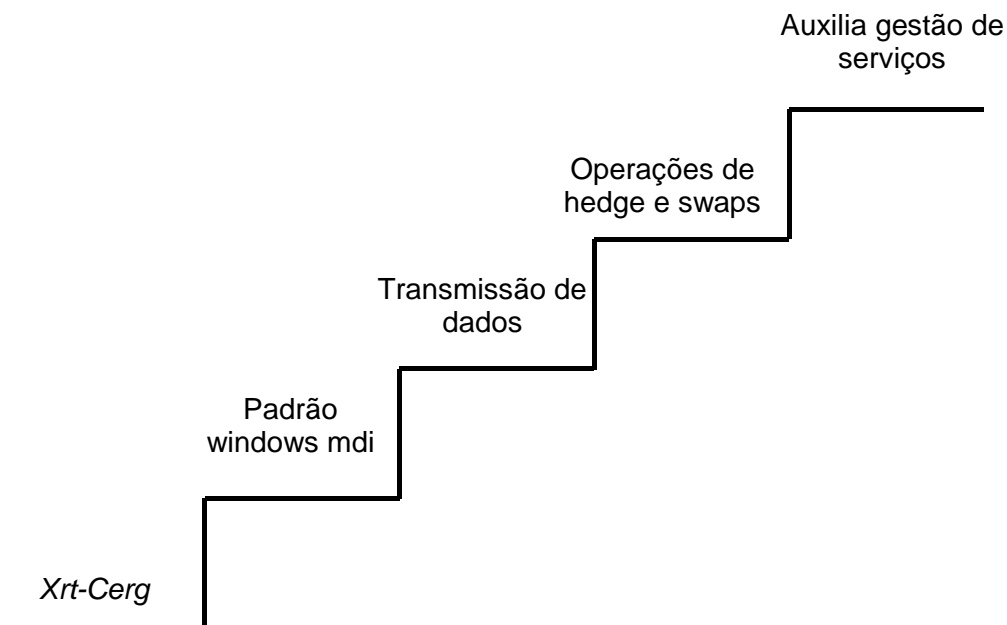 Auxilia gestão de
serviços
Operações de
hedge e swaps
Transmissão de
dados
Padrão
windows mdi
Xrt-Cerg